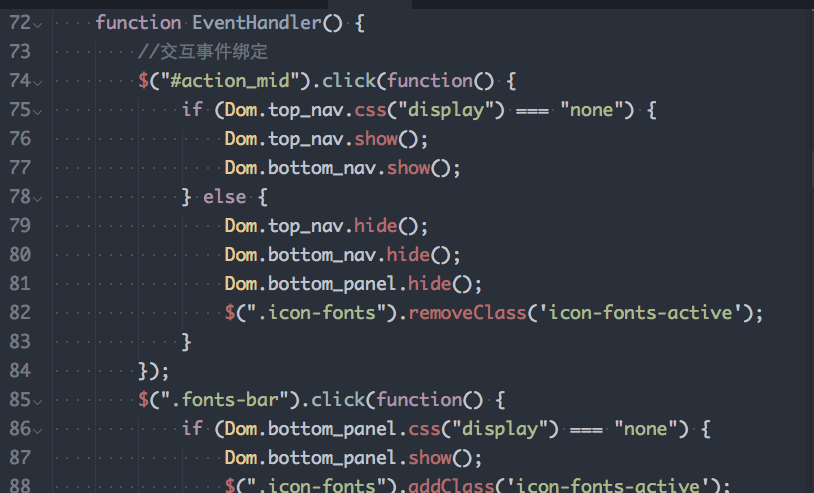 72 function EventHandler() {
73 //交互事件绑定
74 $("#action_mid").click(function() {
75 if (Dom.top_nav.css("display") === "none") {
76 Dom.top_nav.show();
77 Dom.bottom_nav.show();
78 } else {
79 Dom.top_nav.hide();
80 Dom.bottom_nav.hide();
81 Dom.bottom_panel.hide();
82 $(".icon-fonts").removeClass('icon-fonts-active');
83 }
84 });
85 $(".fonts-bar").click(function() {
86 if (Dom.bottom_panel.css("display") === "none") {
87 Dom.bottom_panel.show();
88 $(".icon-fonts").addClass('icon-fonts-active');